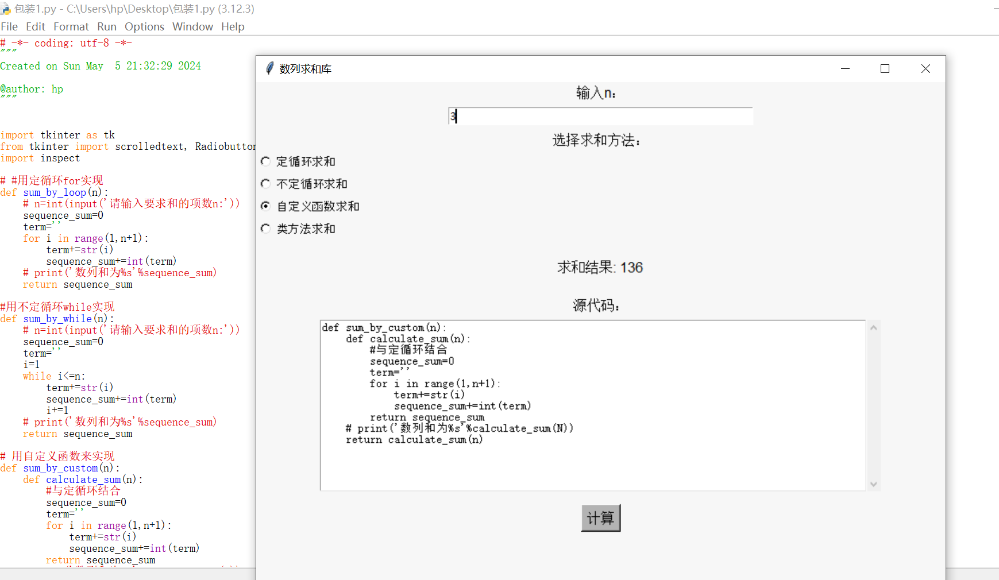 包装1.py - C:\Users\hp\Desktop\包装1.py (3.12.3)
File Edit Format Run Options Window Help
# -*- coding: utf-8 -*-
"""
Created on Sun May  5 21:32:29 2024
@author: hp
"""
import tkinter as tk
from tkinter import scrolledtext, Radiobutton
import inspect
# #用定循环for实现
def sum_by_loop(n):
    # n=int(input('请输入要求和的项数n:'))
    sequence_sum=0
    term=''
    for i in range(1,n+1):
        term+=str(i)
        sequence_sum+=int(term)
    # print('数列和为%s'%sequence_sum)
    return sequence_sum
#用不定循环while实现
def sum_by_while(n):
    # n=int(input('请输入要求和的项数n:'))
    sequence_sum=0
    term=''
    i=1
    while i<=n:
        term+=str(i)
        sequence_sum+=int(term)
        i+=1
    # print('数列和为%s'%sequence_sum)
    return sequence_sum
# 用自定义函数来实现
def sum_by_custom(n):
    def calculate_sum(n):
        #与定循环结合
        sequence_sum=0
        term=''
        for i in range(1,n+1):
            term+=str(i)
            sequence_sum+=int(term)
        return sequence_sum
数列求和库
输入n：
3
选择求和方法：
定循环求和
不定循环求和
自定义函数求和
类方法求和
求和结果: 136
源代码：
def sum_by_custom(n):
    def calculate_sum(n):
        #与定循环结合
        sequence_sum=0
        term=''
        for i in range(1,n+1):
            term+=str(i)
            sequence_sum+=int(term)
        return sequence_sum
    # print('数列和为%s'%calculate_sum(N))
    return calculate_sum(n)
计算